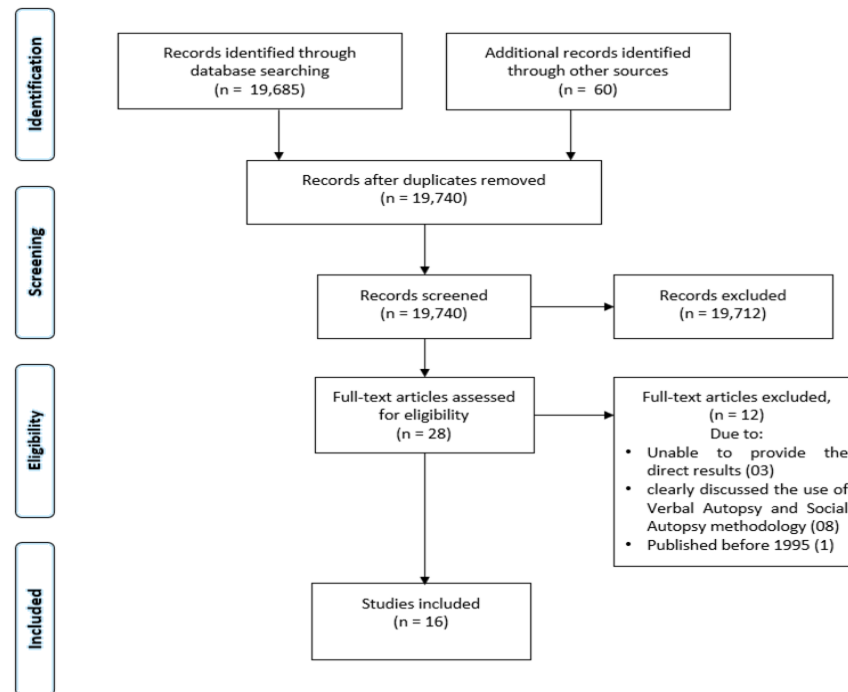 Identification
Records identified through
database searching
(n = 19,685)
Additional records identified
through other sources
(n = 60)
Records after duplicates removed
(n = 19,740)
Screening
Records screened
(n = 19,740)
Records excluded
(n = 19,712)
Eligibility
Full-text articles assessed
for eligibility
(n = 28)
Full-text articles excluded,
(n = 12)
Due to:
• Unable to provide the
direct results (03)
• clearly discussed the use of
Verbal Autopsy and Social
Autopsy methodology (08)
• Published before 1995 (1)
Included
Studies included
(n = 16)